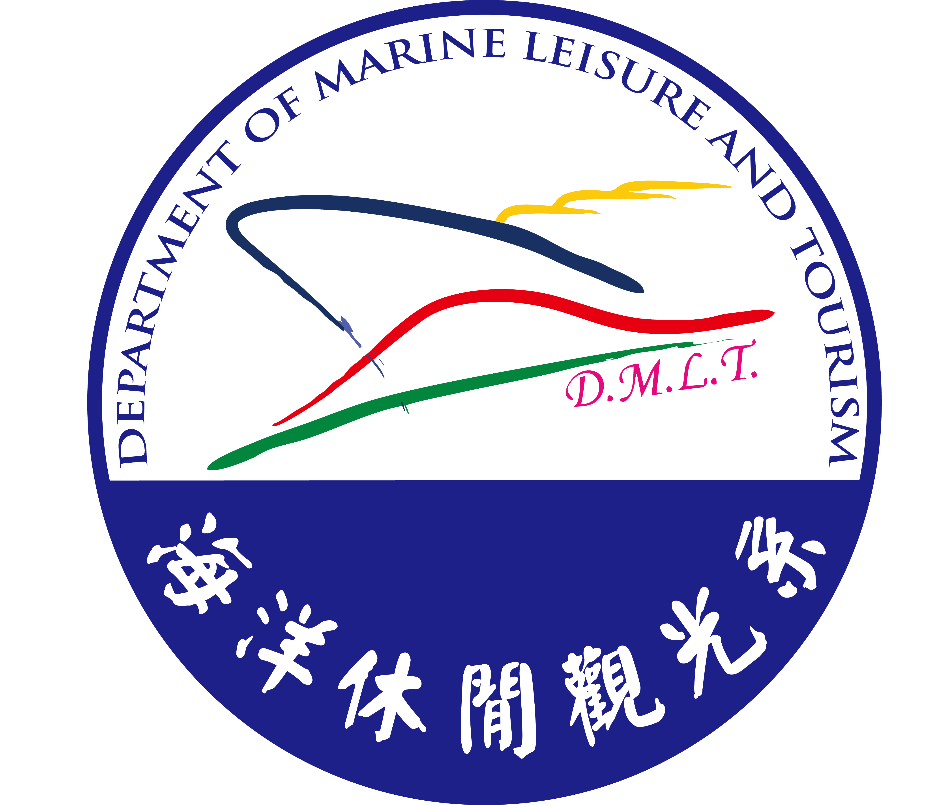 DEPARTMENT OF MARINE LEISURE AND TOURISM
D.M.L.T.
海洋休閒觀光系